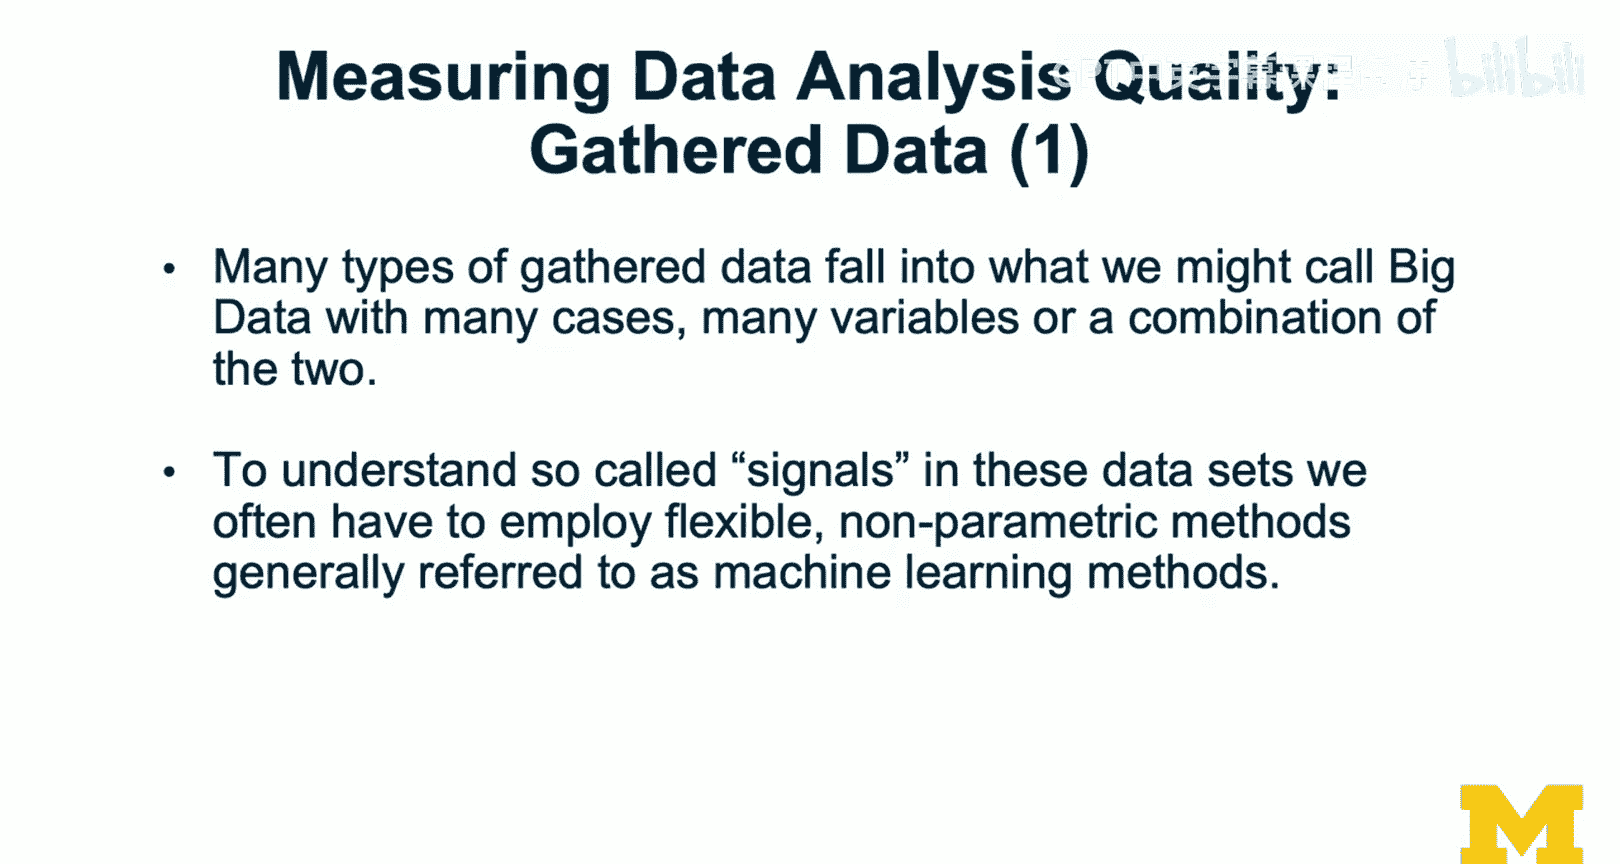 Measuring Data Analysis Quality:
Gathered Data (1)
• Many types of gathered data fall into what we might call Big
Data with many cases, many variables or a combination of
the two.
• To understand so called “signals” in these data sets we
often have to employ flexible, non-parametric methods
generally referred to as machine learning methods.
bilibili
M